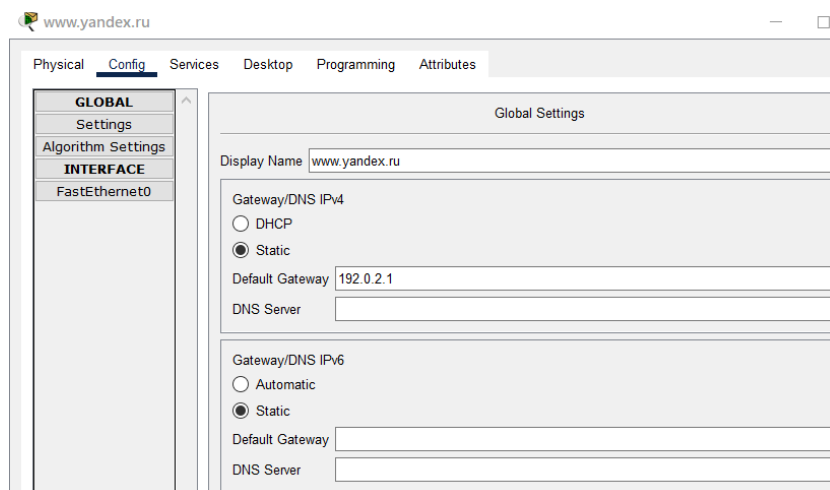 www.yandex.ru
Physical Config Services Desktop Programming Attributes
GLOBAL
Settings
Algorithm Settings
INTERFACE
FastEthernet0
Global Settings
Display Name www.yandex.ru
Gateway/DNS IPv4
DHCP
Static
Default Gateway 192.0.2.1
DNS Server
Gateway/DNS IPv6
Automatic
Static
Default Gateway
DNS Server